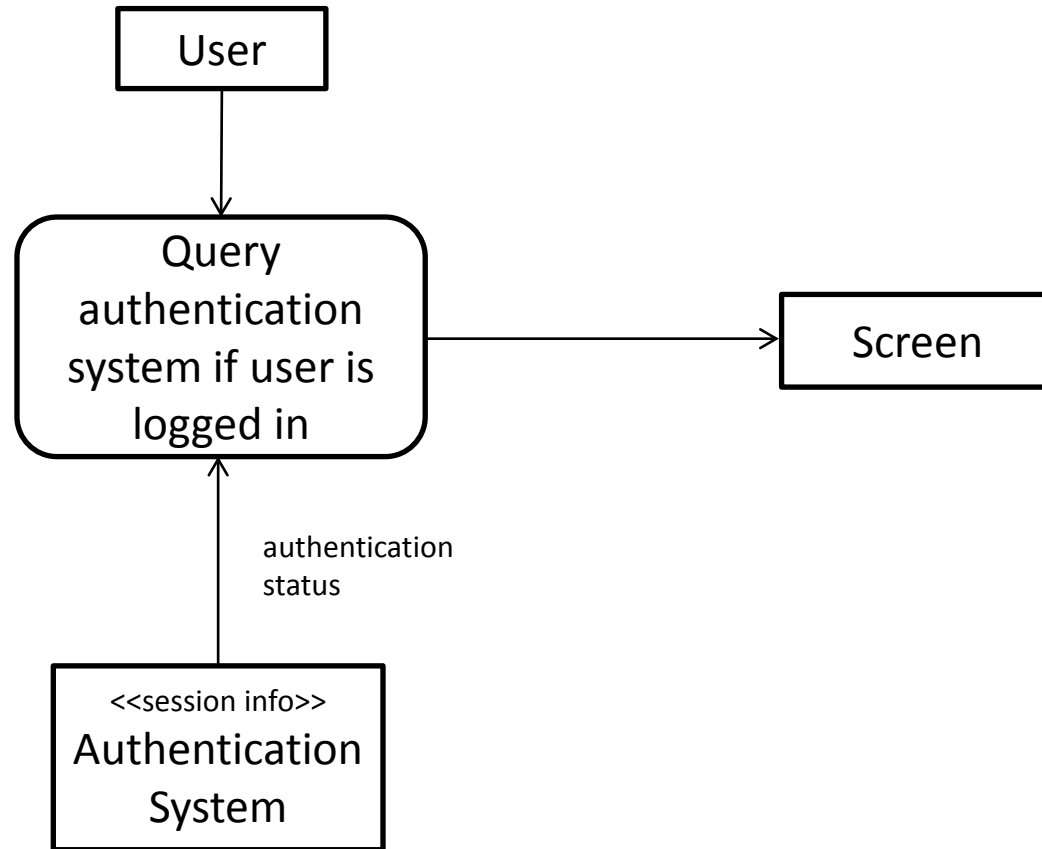 User
Query
authentication
system if user is
logged in
Screen
authentication
status
<<session info>>
Authentication
System